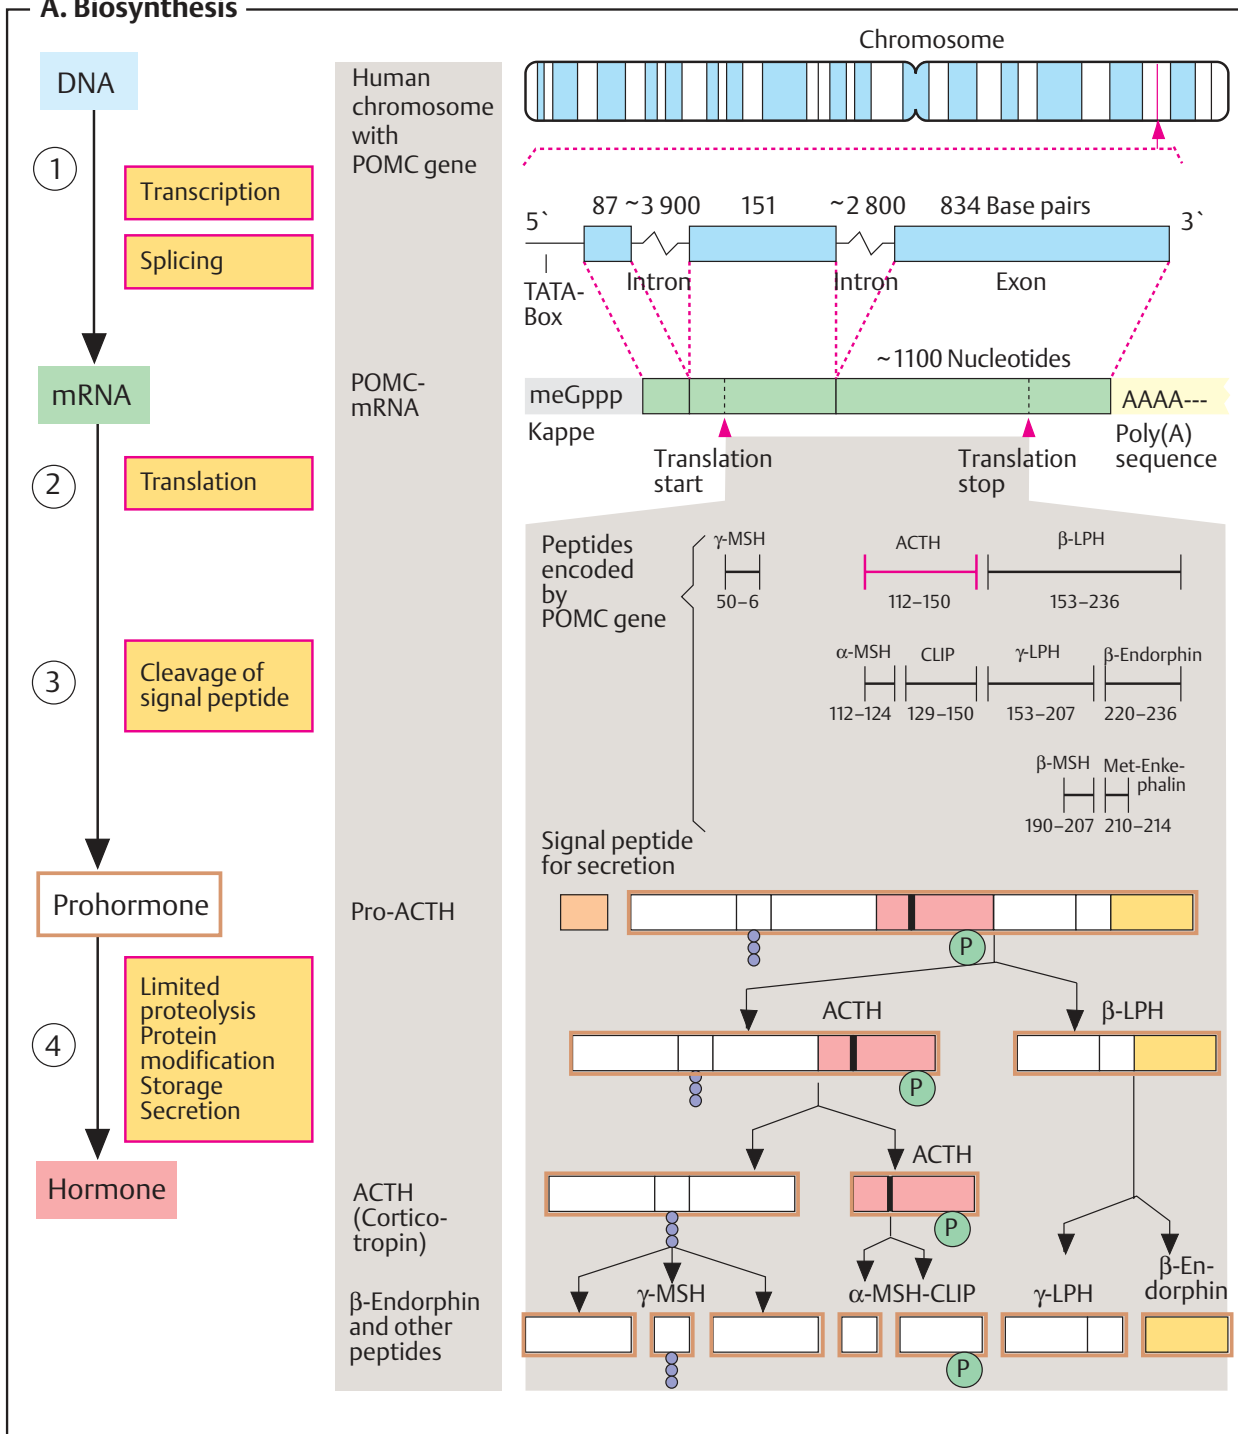 A. Biosynthesis
DNA
1
Transcription
Splicing
mRNA
2
Translation
3
Cleavage of
signal peptide
Prohormone
4
Limited
proteolysis
Protein
modification
Storage
Secretion
Hormone
Human
chromosome
with
POMC gene
POMC-
mRNA
Pro-ACTH
ACTH
(Cortico-
tropin)
β-Endorphin
and other
peptides
Chromosome
87 ~3 900 151 ~2 800 834 Base pairs
5` 3`
Intron Intron Exon
TATA-
Box
~1100 Nucleotides
meGppp AAAA---
Kappe
Poly(A)
sequence
Translation
start
Translation
stop
Peptides
encoded
by
POMC gene
γ-MSH ACTH β-LPH
50–6 112–150 153–236
α-MSH CLIP γ-LPH β-Endorphin
112–124 129–150 153–207 220–236
β-MSH Met-Enke-
phalin
190–207 210–214
Signal peptide
for secretion
P
ACTH β-LPH
P
ACTH
P
γ-MSH α-MSH-CLIP γ-LPH β-En-
dorphin
P